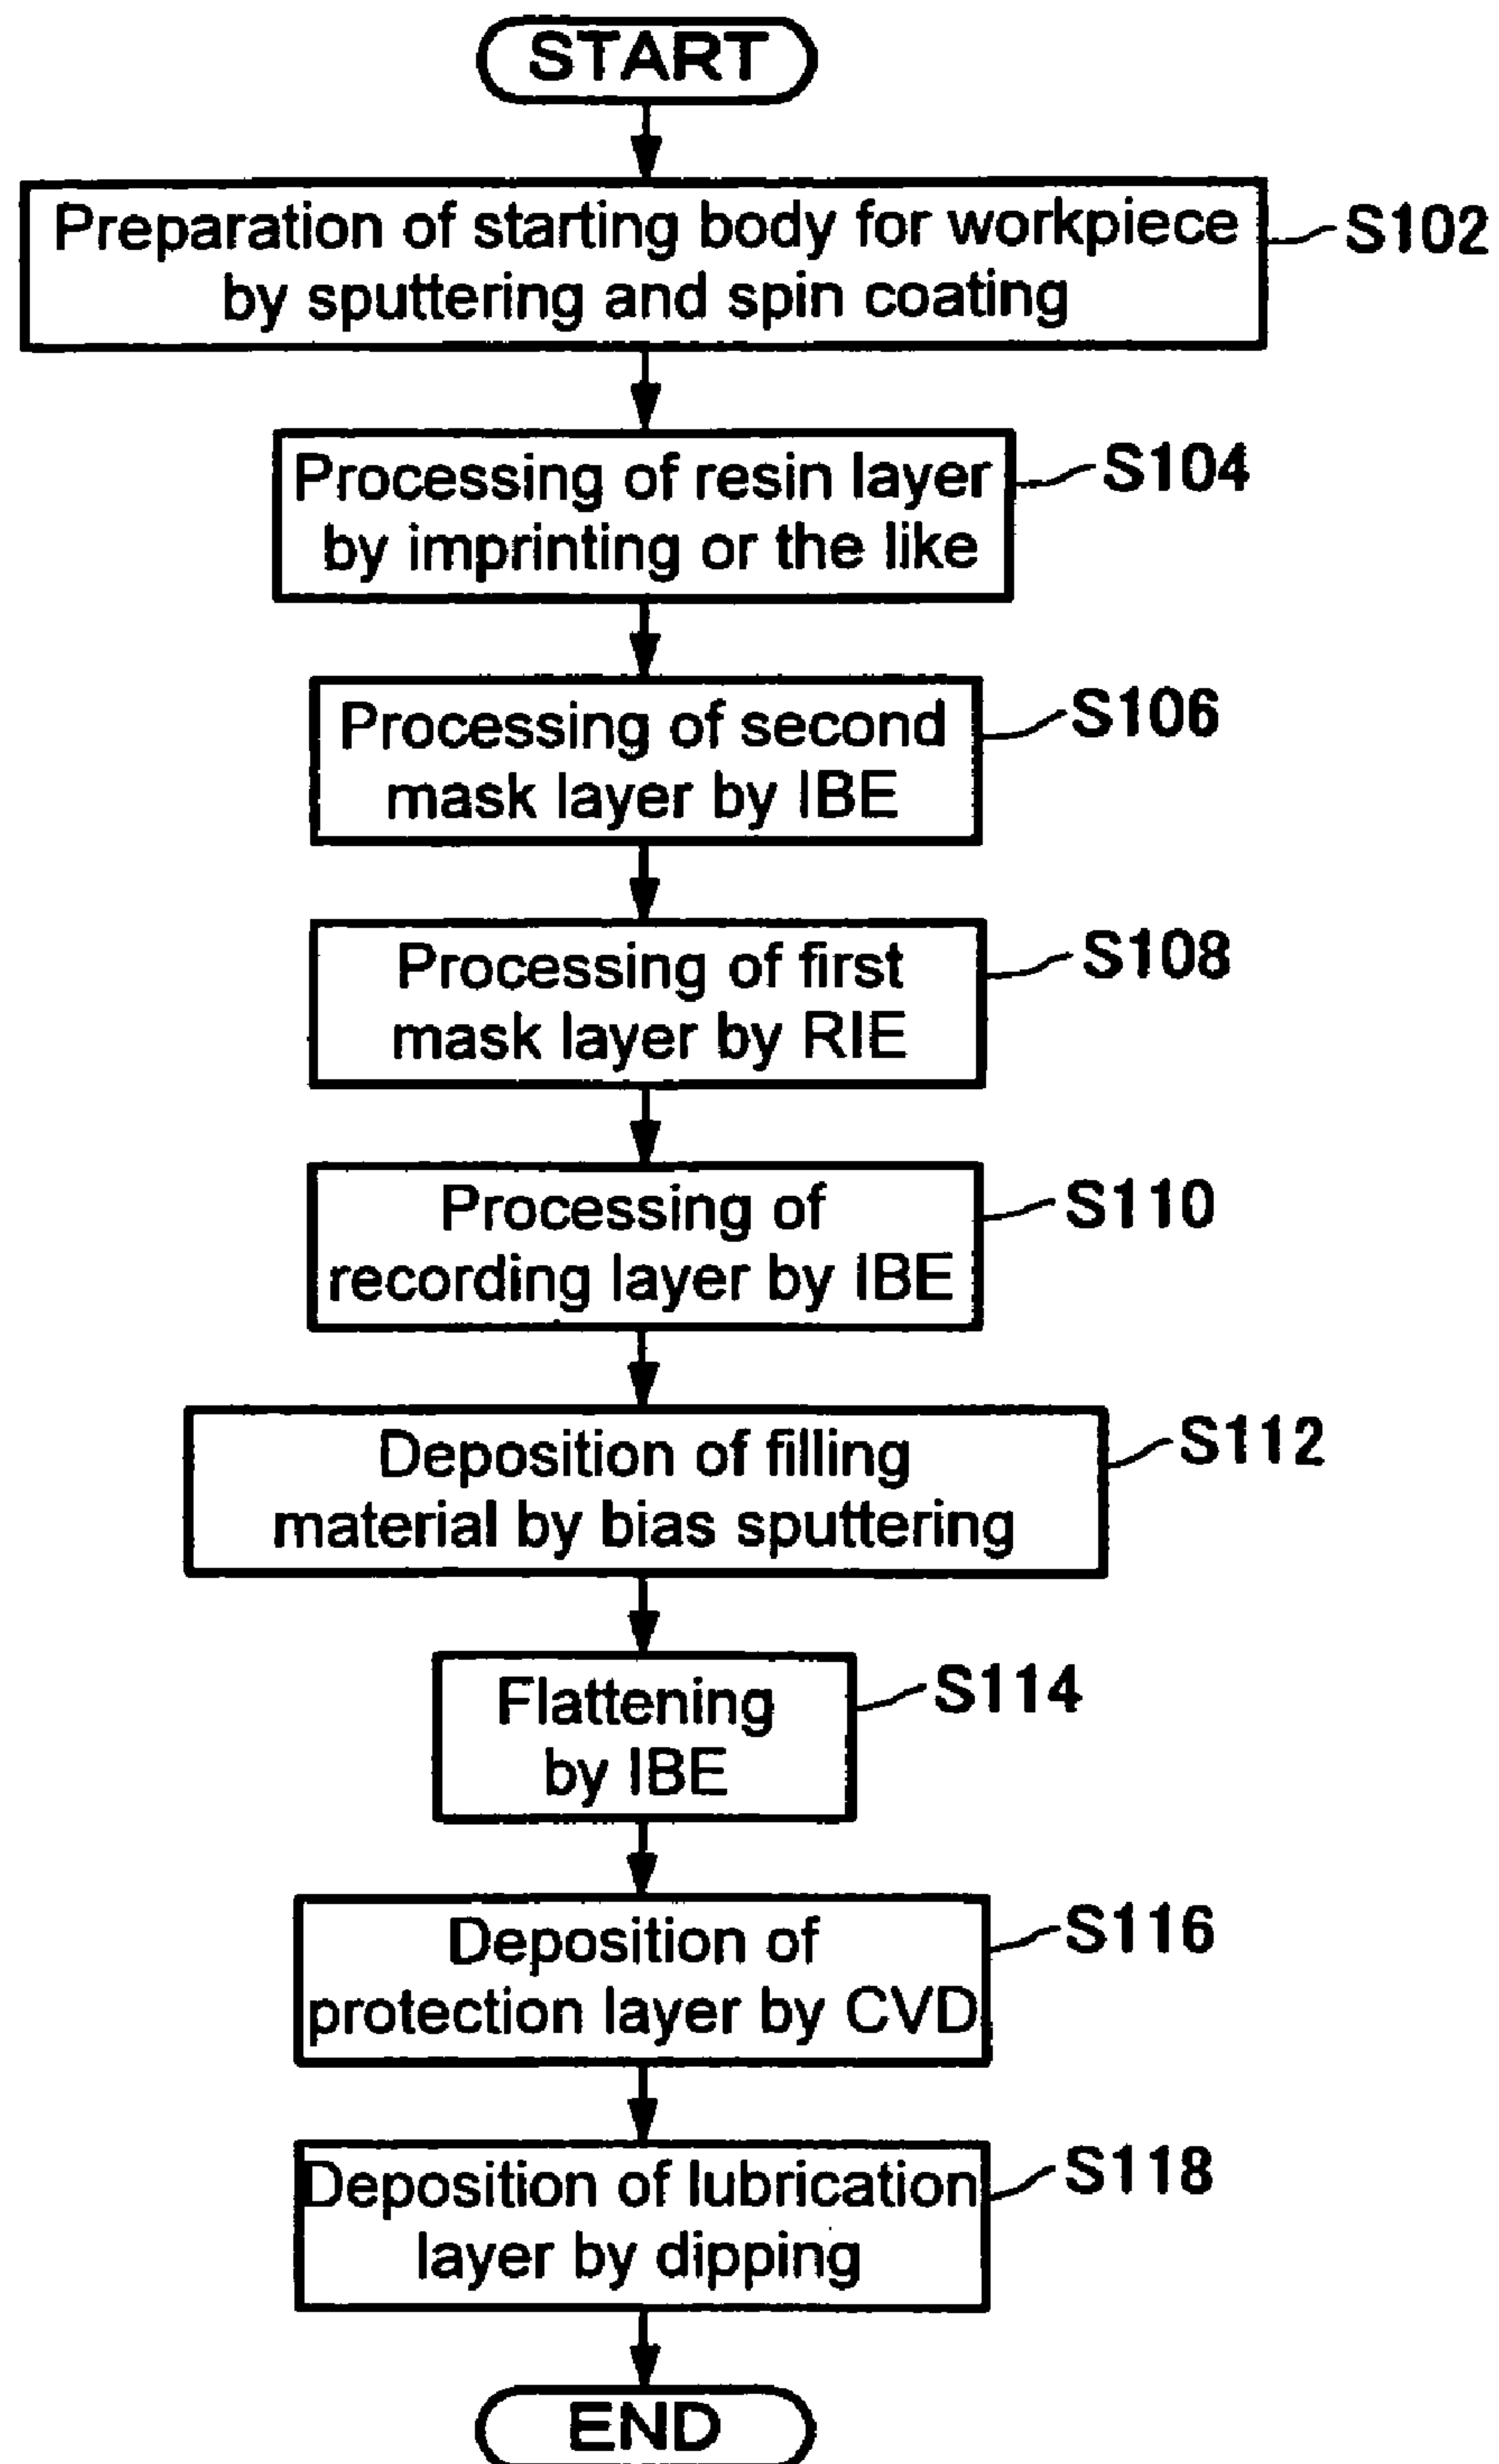 START
Preparation of starting body for workpiece
by sputtering and spin coating
S102
Processing of resin layer
by imprinting or the like
S104
Processing of second
mask layer by IBE
S106
Processing of first
mask layer by RIE
S108
Processing of
recording layer by IBE
S110
Deposition of filling
material by bias sputtering
S112
Flattening
by IBE
S114
Deposition of
protection layer by CVD
S116
Deposition of lubrication
layer by dipping
S118
END